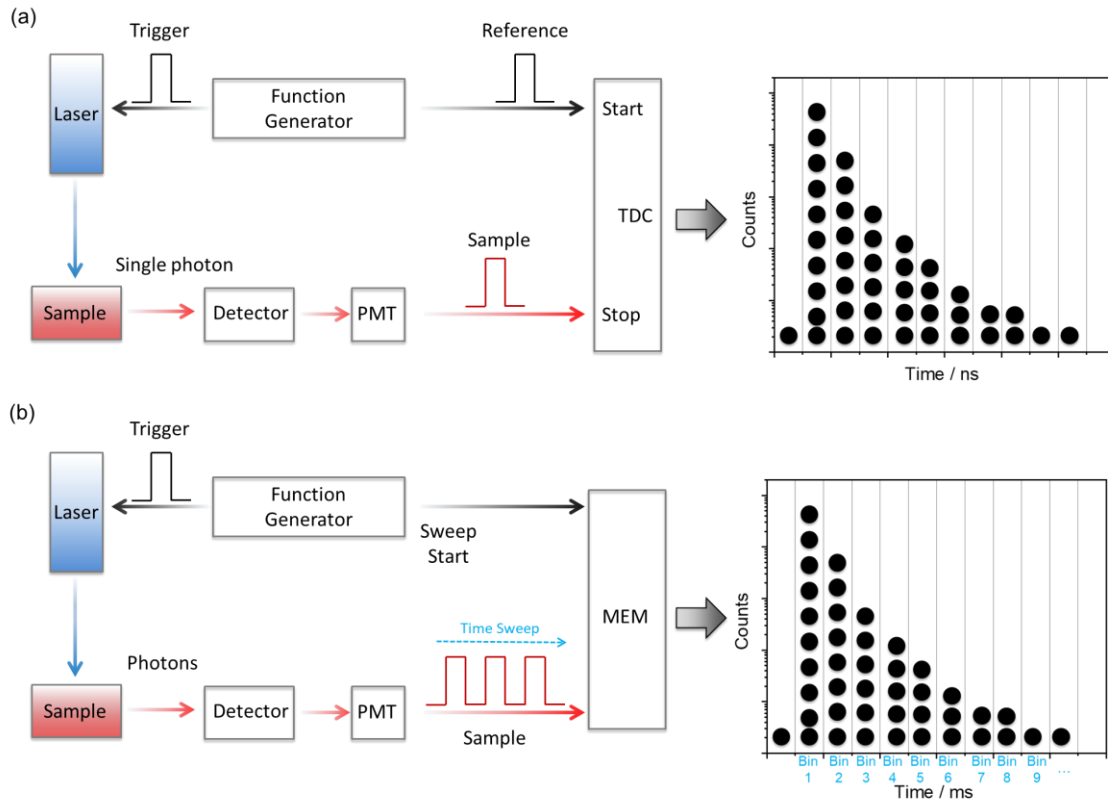 (a)
Trigger
Reference
Laser
Function
Generator
Start
TDC
Counts
Sample
Single photon
Sample
Detector
PMT
Stop
Time / ns
(b)
Trigger
Laser
Function
Generator
Sweep
Start
MEM
Counts
Time Sweep
Photons
Sample
Detector
PMT
Sample
Bin Bin Bin Bin Bin Bin Bin Bin Bin ...
1 2 3 4 5 6 7 8 9
Time / ms